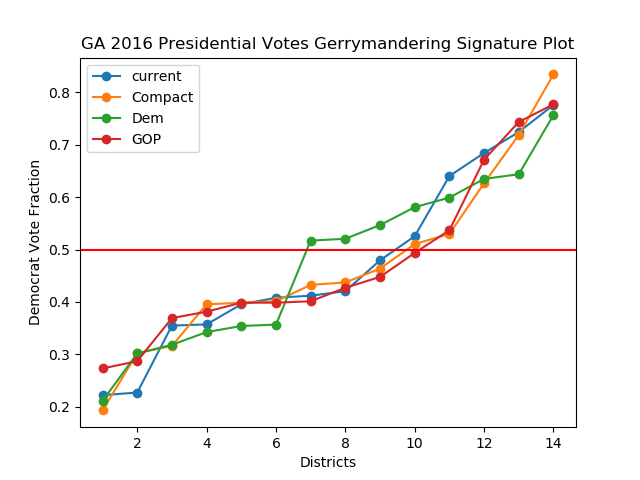 GA 2016 Presidential Votes Gerrymandering Signature Plot
current
Compact
Dem
GOP
Democrat Vote Fraction
0.8
0.7
0.6
0.5
0.4
0.3
0.2
2 4 6 8 10 12 14
Districts